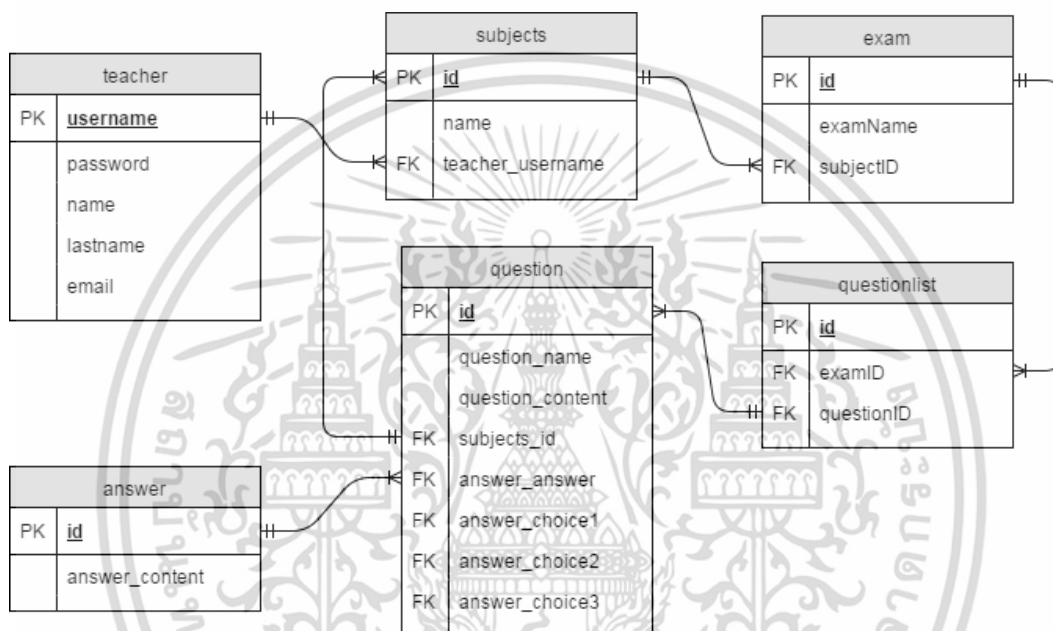 teacher
PK username
password
name
lastname
email
subjects
PK id
name
FK teacher_username
exam
PK id
examName
FK subjectID
question
PK id
question_name
question_content
FK subjects_id
FK answer_answer
FK answer_choice1
FK answer_choice2
FK answer_choice3
questionlist
PK id
FK examID
FK questionID
answer
PK id
answer_content